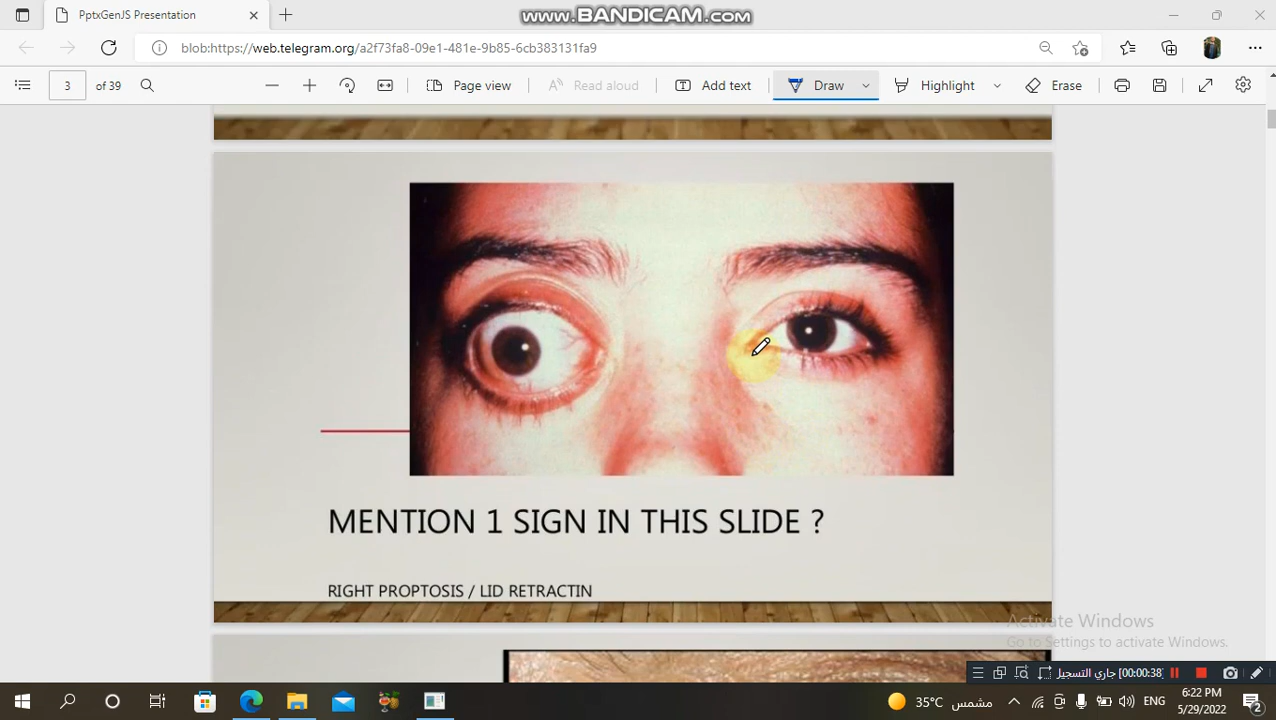 PptxGenJS Presentation
WWW.BANDICAM.COM
blob:https://web.telegram.org/a2f73fa8-09e1-481e-9b85-6cb383131fa9
3 of 39
Page view
Read aloud
Add text
Draw
Highlight
Erase
MENTION 1 SIGN IN THIS SLIDE ?
RIGHT PROPTOSIS / LID RETRACTIN
Activate Windows
Go to Settings to activate Windows.
جاري التسجيل [00:00:38]
35°C مشمس
ENG
6:22 PM
5/29/2022
2